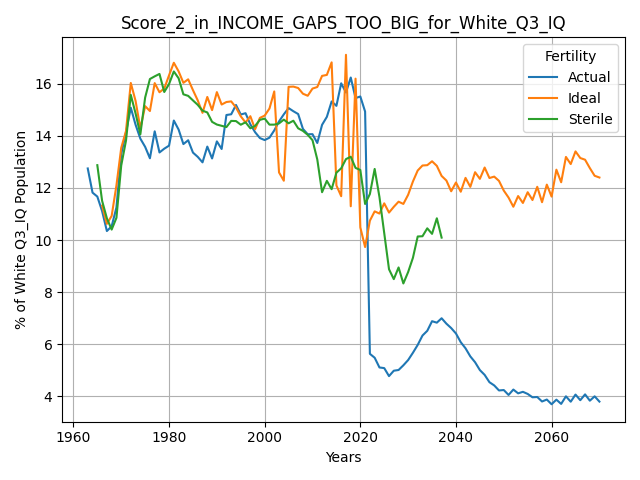 Score_2_in_INCOME_GAPS_TOO_BIG_for_White_Q3_IQ
% of White Q3_IQ Population
16
14
12
10
8
6
4
Fertility
Actual
Ideal
Sterile
1960 1980 2000 2020 2040 2060
Years